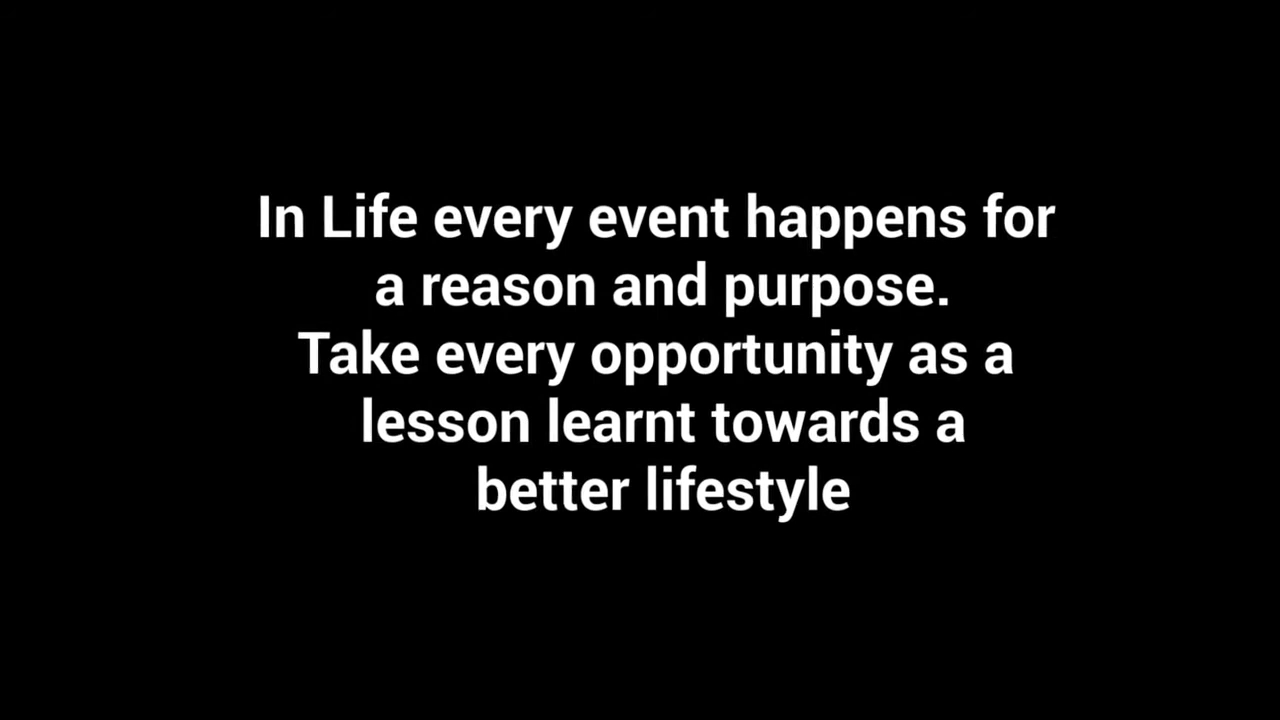 In Life every event happens for
a reason and purpose.
Take every opportunity as a
lesson learnt towards a
better lifestyle